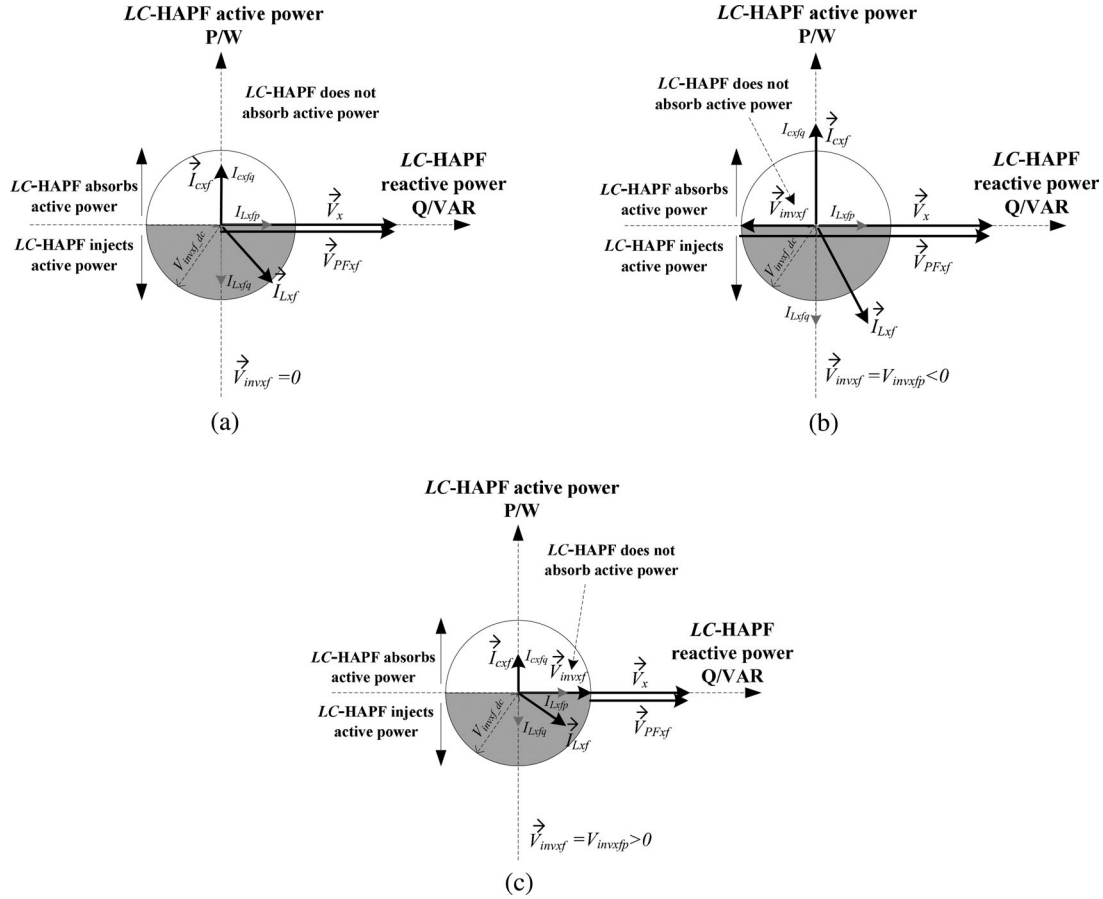 LC-HAPF active power
P/W
LC-HAPF does not
absorb active power
LC-HAPF
reactive power
Q/VAR
LC-HAPF absorbs
active power
LC-HAPF injects
active power
I_cxf
I_cxfq
I_Lxfp
V_x
V_invxf_dc
V_PFxf
I_Lxfq
I_Lxf
V_invxf =0
(a)
LC-HAPF active power
P/W
LC-HAPF does not
absorb active power
I_cxfq
I_cxf
LC-HAPF
reactive power
Q/VAR
LC-HAPF absorbs
active power
LC-HAPF injects
active power
V_invxf
I_Lxfp
V_x
V_invxf_dc
V_PFxf
I_Lxfq
I_Lxf
V_invxf =V_invxfp<0
(b)
LC-HAPF active power
P/W
LC-HAPF does not
absorb active power
LC-HAPF
reactive power
Q/VAR
LC-HAPF absorbs
active power
LC-HAPF injects
active power
I_cxf
I_cxfq
V_invxf
V_x
I_Lxfp
V_invxf_dc
V_PFxf
I_Lxfq
I_Lxf
V_invxf =V_invxfp>0
(c)